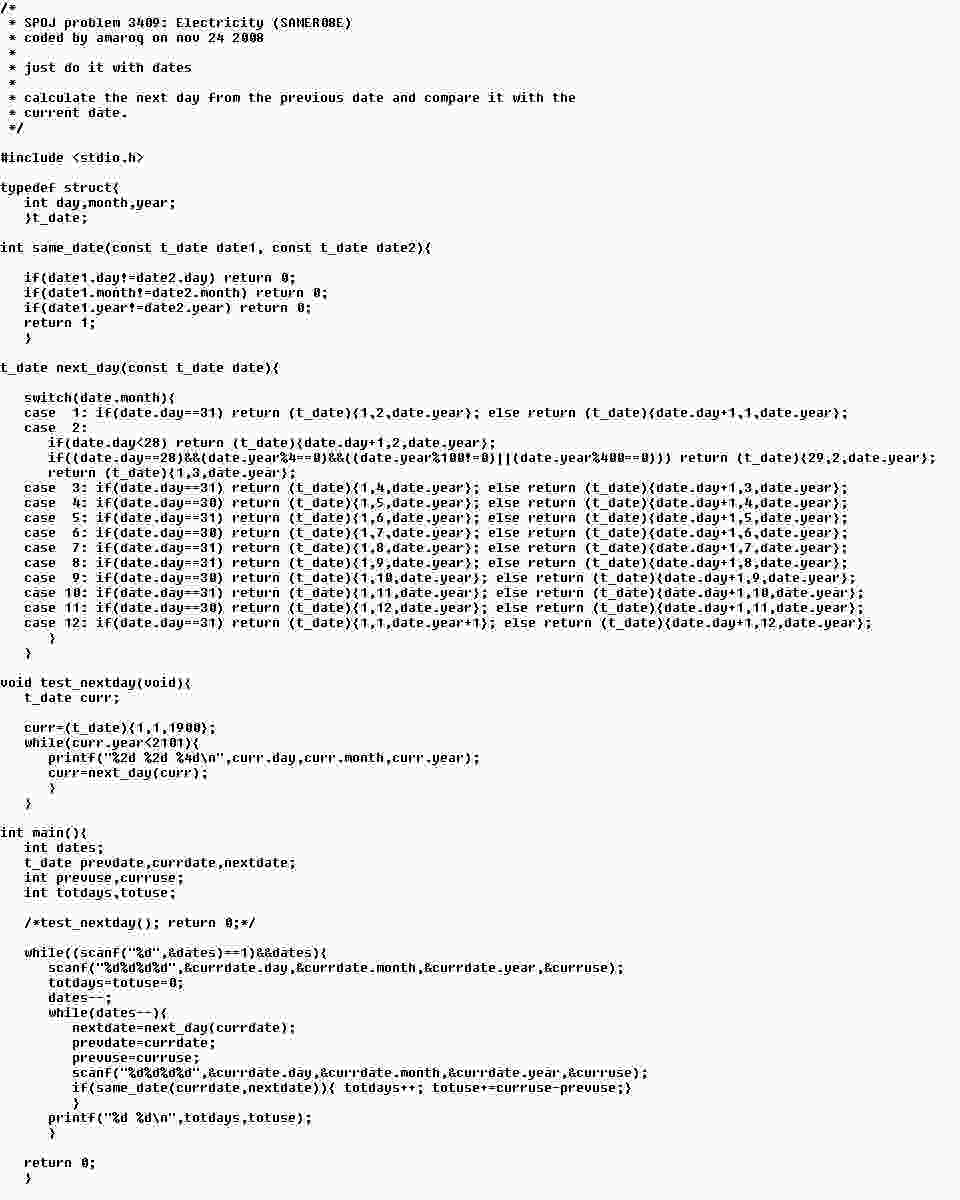 /*
 * SPOJ problem 3409: Electricity (SAMER08E)
 * coded by amaroq on nov 24 2008
 *
 * just do it with dates
 *
 * calculate the next day from the previous date and compare it with the
 * current date.
 */

#include <stdio.h>

typedef struct{
   int day,month,year;
   }t_date;

int same_date(const t_date date1, const t_date date2){

   if(date1.day!=date2.day) return 0;
   if(date1.month!=date2.month) return 0;
   if(date1.year!=date2.year) return 0;
   return 1;
   }

t_date next_day(const t_date date){

   switch(date.month){
   case  1: if(date.day==31) return (t_date){1,2,date.year}; else return (t_date){date.day+1,1,date.year};
   case  2:
      if(date.day<28) return (t_date){date.day+1,2,date.year};
      if((date.day==28)&&(date.year%4==0)&&((date.year%100!=0)||(date.year%400==0))) return (t_date){29,2,date.year};
      return (t_date){1,3,date.year};
   case  3: if(date.day==31) return (t_date){1,4,date.year}; else return (t_date){date.day+1,3,date.year};
   case  4: if(date.day==30) return (t_date){1,5,date.year}; else return (t_date){date.day+1,4,date.year};
   case  5: if(date.day==31) return (t_date){1,6,date.year}; else return (t_date){date.day+1,5,date.year};
   case  6: if(date.day==30) return (t_date){1,7,date.year}; else return (t_date){date.day+1,6,date.year};
   case  7: if(date.day==31) return (t_date){1,8,date.year}; else return (t_date){date.day+1,7,date.year};
   case  8: if(date.day==31) return (t_date){1,9,date.year}; else return (t_date){date.day+1,8,date.year};
   case  9: if(date.day==30) return (t_date){1,10,date.year}; else return (t_date){date.day+1,9,date.year};
   case 10: if(date.day==31) return (t_date){1,11,date.year}; else return (t_date){date.day+1,10,date.year};
   case 11: if(date.day==30) return (t_date){1,12,date.year}; else return (t_date){date.day+1,11,date.year};
   case 12: if(date.day==31) return (t_date){1,1,date.year+1}; else return (t_date){date.day+1,12,date.year};
      }
   }

void test_nextday(void){
   t_date curr;

   curr=(t_date){1,1,1900};
   while(curr.year<2101){
      printf("%2d %2d %4d\n",curr.day,curr.month,curr.year);
      curr=next_day(curr);
      }
   }

int main(){
   int dates;
   t_date prevdate,currdate,nextdate;
   int prevuse,curruse;
   int totdays,totuse;

   /*test_nextday(); return 0;*/

   while((scanf("%d",&dates)==1)&&dates){
      scanf("%d%d%d%d",&currdate.day,&currdate.month,&currdate.year,&curruse);
      totdays=totuse=0;
      dates--;
      while(dates--){
         nextdate=next_day(currdate);
         prevdate=currdate;
         prevuse=curruse;
         scanf("%d%d%d%d",&currdate.day,&currdate.month,&currdate.year,&curruse);
         if(same_date(currdate,nextdate)){ totdays++; totuse+=curruse-prevuse;}
         }
      printf("%d %d\n",totdays,totuse);
      }

   return 0;
   }